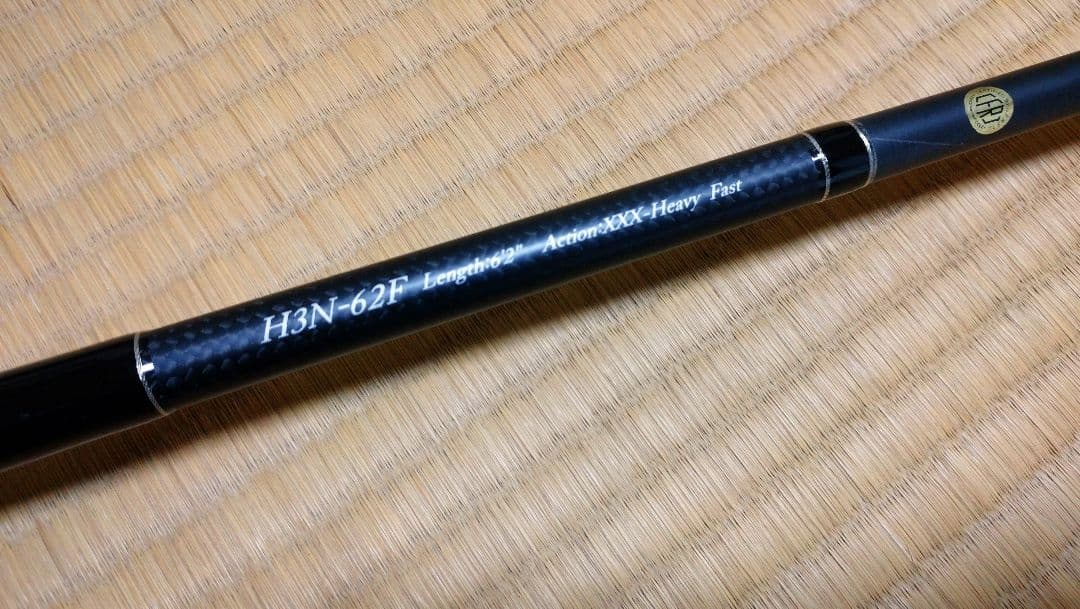 H3N-62F Length:6'2" Action:XXX-Heavy Fast